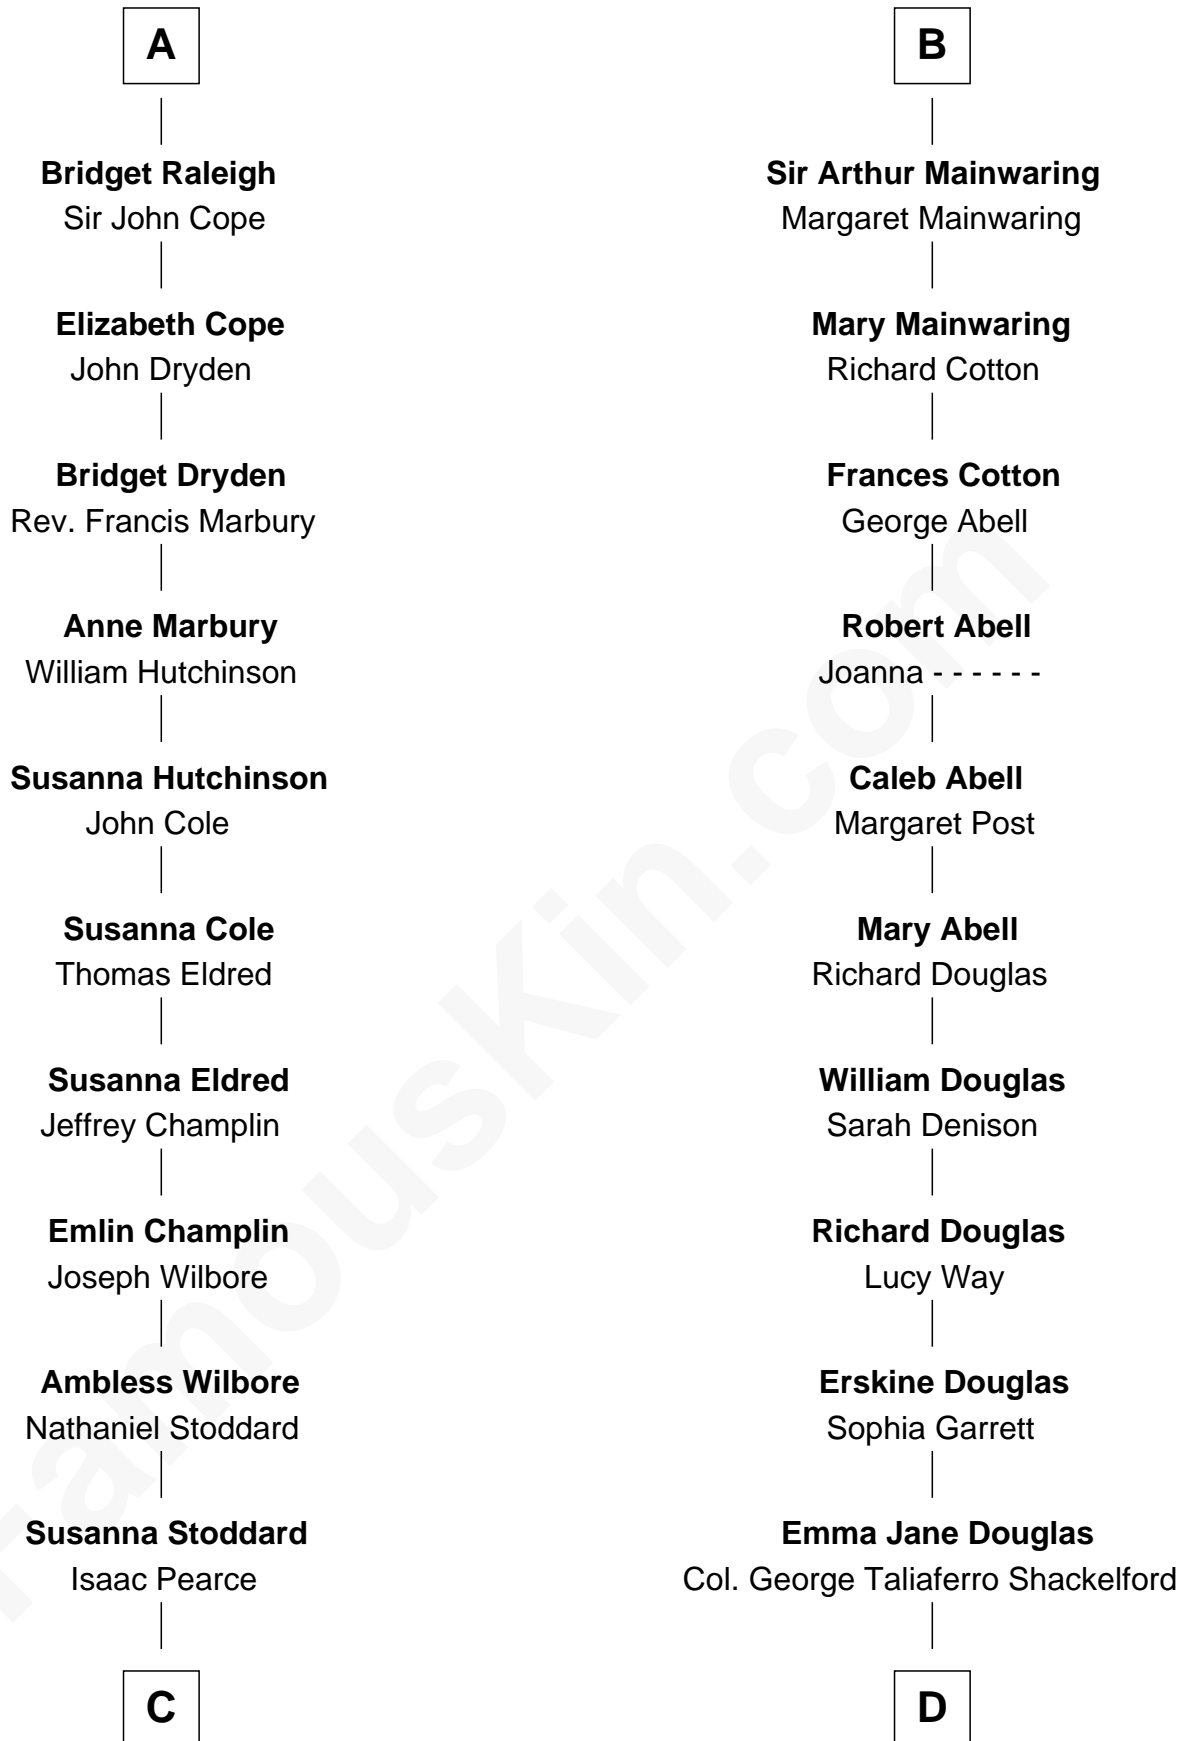 A
Bridget Raleigh
Sir John Cope
Elizabeth Cope
John Dryden
Bridget Dryden
Rev. Francis Marbury
Anne Marbury
William Hutchinson
Susanna Hutchinson
John Cole
Susanna Cole
Thomas Eldred
Susanna Eldred
Jeffrey Champlin
Emlin Champlin
Joseph Wilbore
Ambless Wilbore
Nathaniel Stoddard
Susanna Stoddard
Isaac Pearce
C
B
Sir Arthur Mainwaring
Margaret Mainwaring
Mary Mainwaring
Richard Cotton
Frances Cotton
George Abell
Robert Abell
Joanna - - - - - -
Caleb Abell
Margaret Post
Mary Abell
Richard Douglas
William Douglas
Sarah Denison
Richard Douglas
Lucy Way
Erskine Douglas
Sophia Garrett
Emma Jane Douglas
Col. George Taliaferro Shackelford
D
FamousKin.com